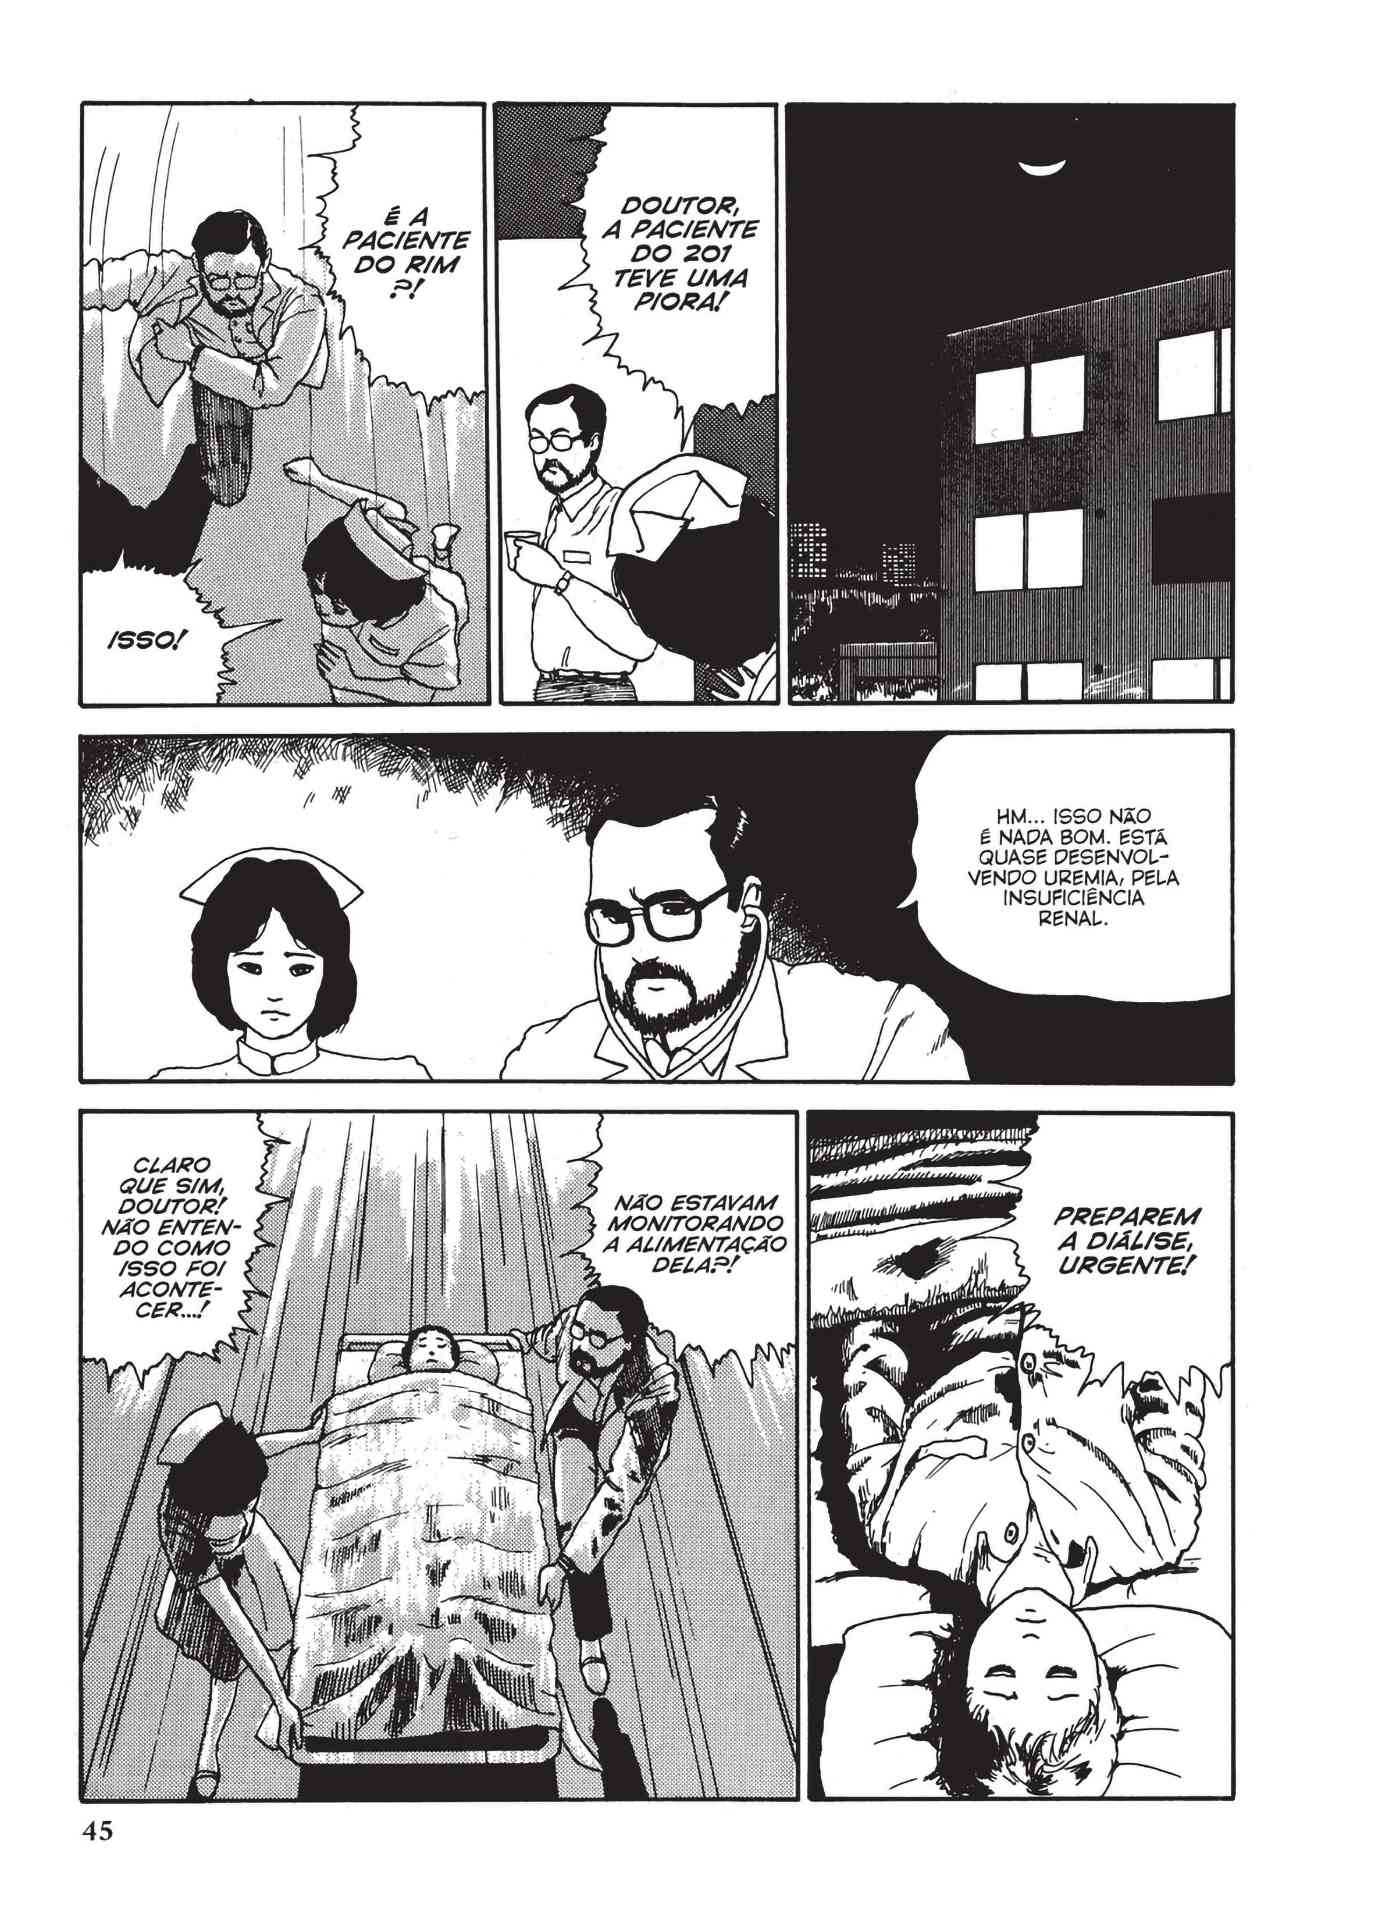 DOUTOR,
A PACIENTE
DO 201
TEVE UMA
PIORA!
É A
PACIENTE
DO RIM
?!
ISSO!
HM... ISSO NÃO
É NADA BOM. ESTÁ
QUASE DESENVOL-
VENDO UREMIA, PELA
INSUFICIÊNCIA
RENAL.
PREPAREM
A DIÁLISE,
URGENTE!
NÃO ESTAVAM
MONITORANDO
A ALIMENTAÇÃO
DELA?!
CLARO
QUE SIM,
DOUTOR!
NÃO ENTEN-
DO COMO
ISSO FOI
ACONTE-
CER...!
45